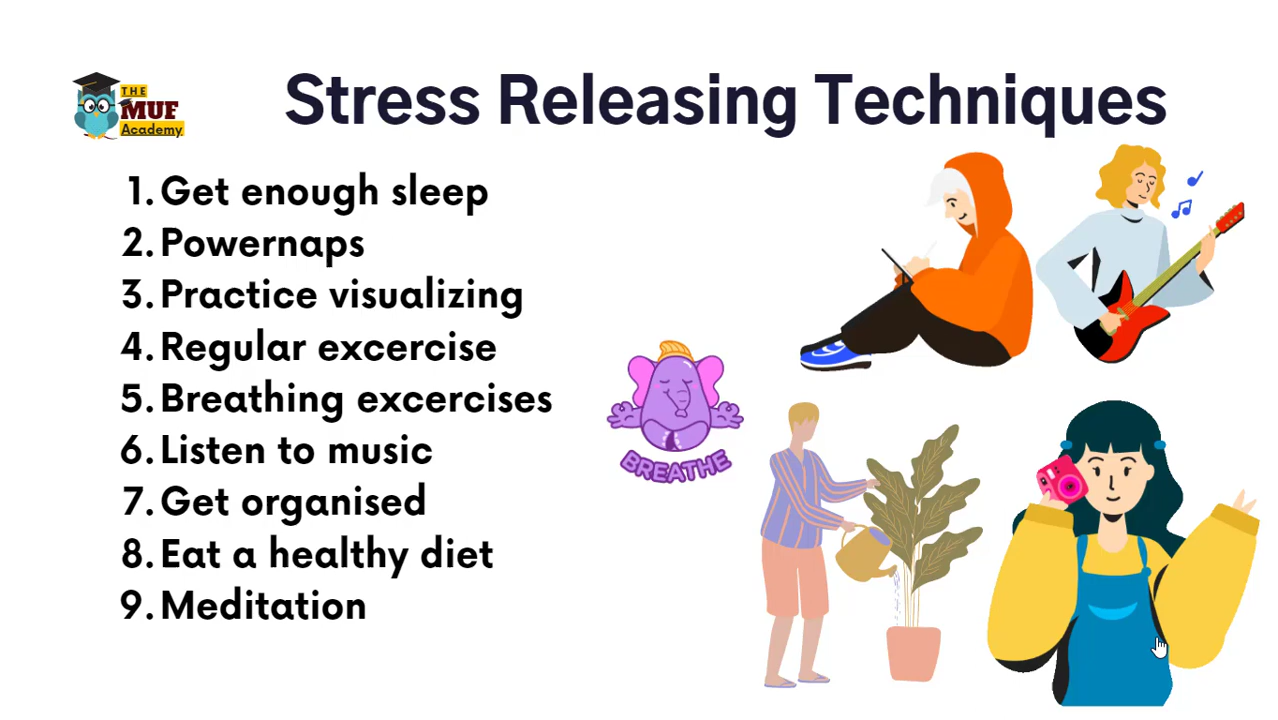 THE
MUF
Academy
Stress Releasing Techniques
1. Get enough sleep
2. Powernaps
3. Practice visualizing
4. Regular excercise
5. Breathing excercises
6. Listen to music
7. Get organised
8. Eat a healthy diet
9. Meditation
BREATHE